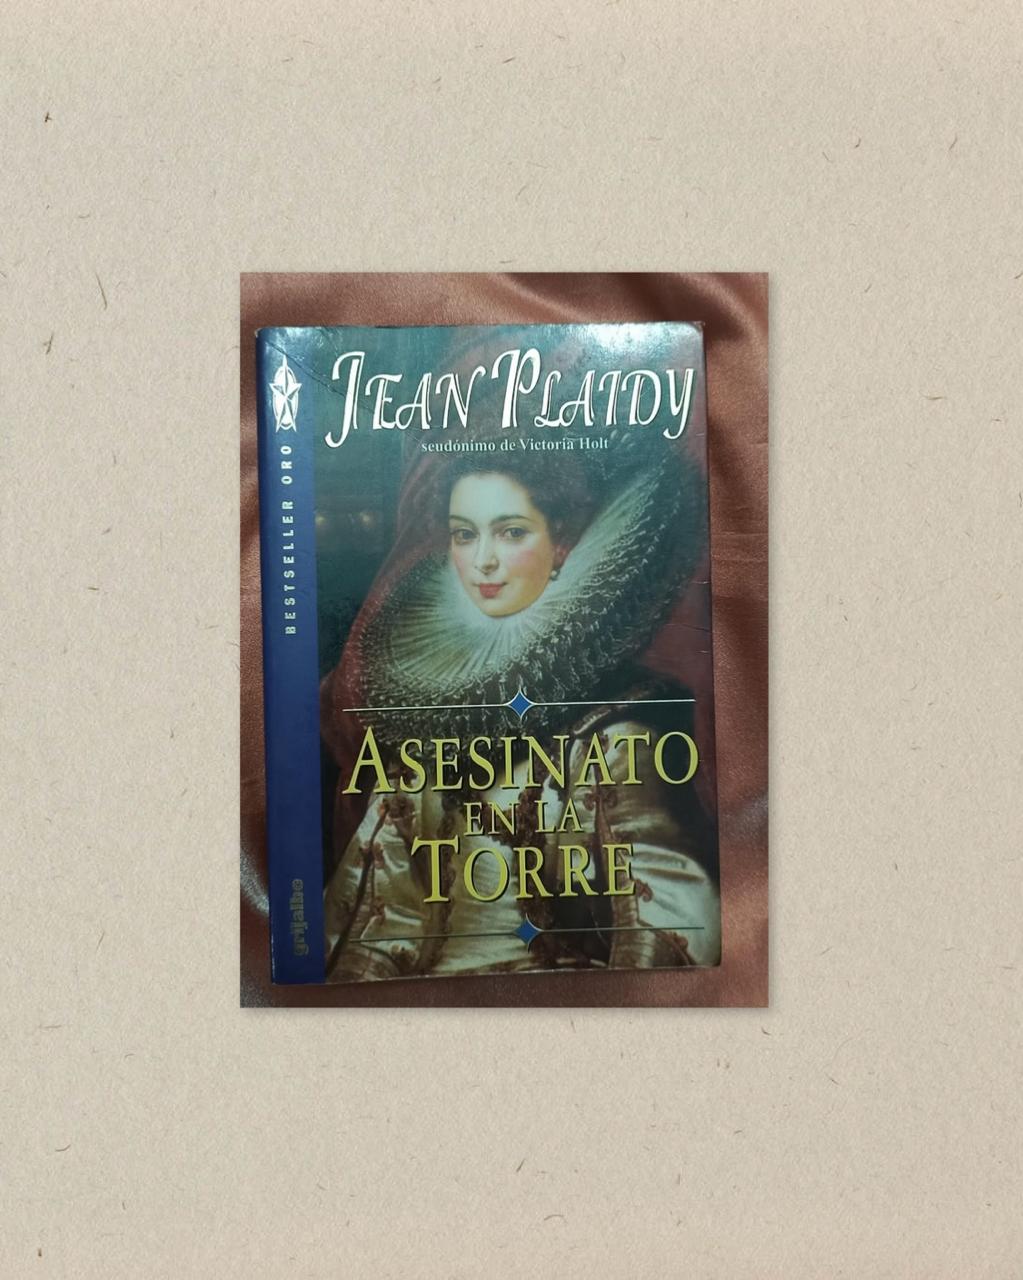 JEAN PLAIDY
seudónimo de Victoria Holt
BESTSELLER ORO
ASESINATO
EN LA
TORRE
grijalbo